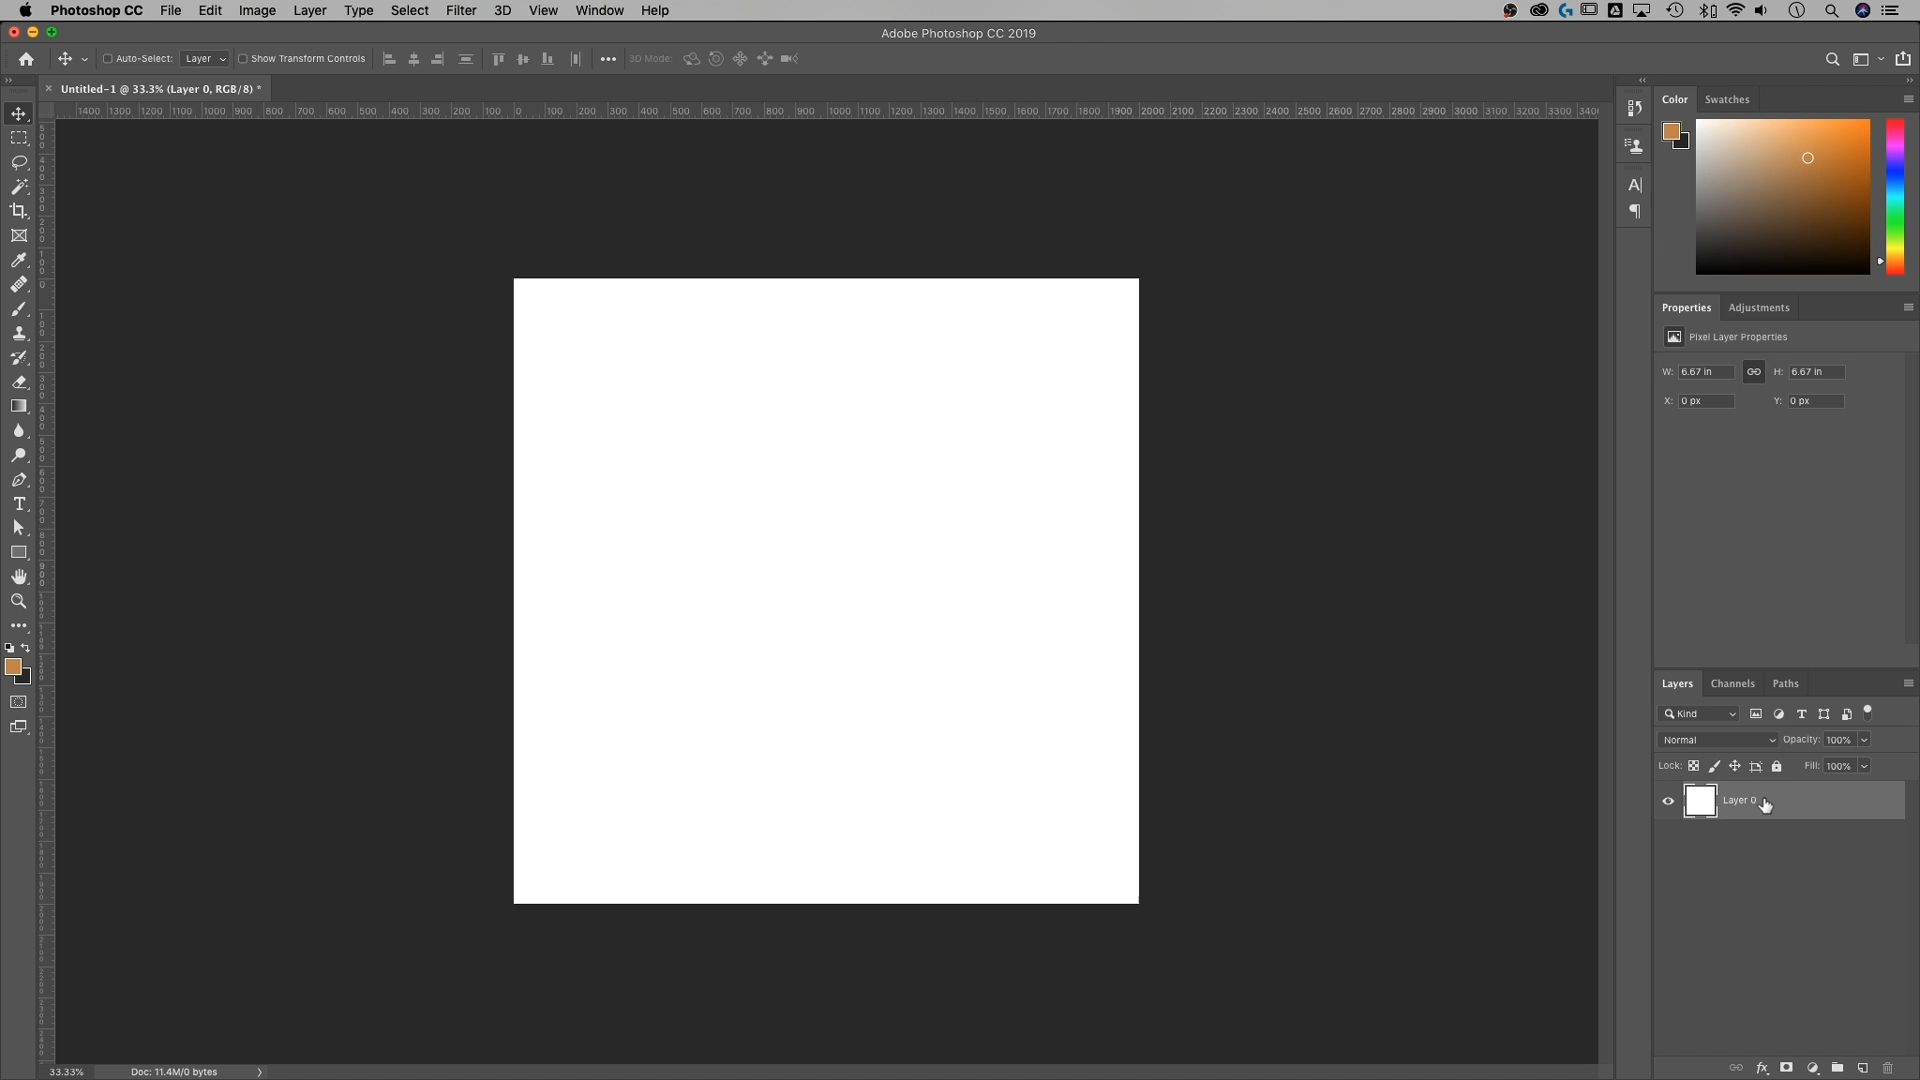 Photoshop CC File Edit Image Layer Type Select Filter 3D View Window Help
Adobe Photoshop CC 2019
Auto-Select: Layer Show Transform Controls 3D Mode:
Untitled-1 @ 33.3% (Layer 0, RGB/8) *
1400 1300 1200 1100 1000 900 800 700 600 500 400 300 200 100 0 100 200 300 400 500 600 700 800 900 1000 1100 1200 1300 1400 1500 1600 1700 1800 1900 2000 2100 2200 2300 2400 2500 2600 2700 2800 2900 3000 3100 3200 3300
Color Swatches
Properties Adjustments
Pixel Layer Properties
W: 6.67 in H: 6.67 in
X: 0 px Y: 0 px
Layers Channels Paths
Kind
Normal Opacity: 100%
Lock: Fill: 100%
Layer 0
33.33% Doc: 11.4M/0 bytes